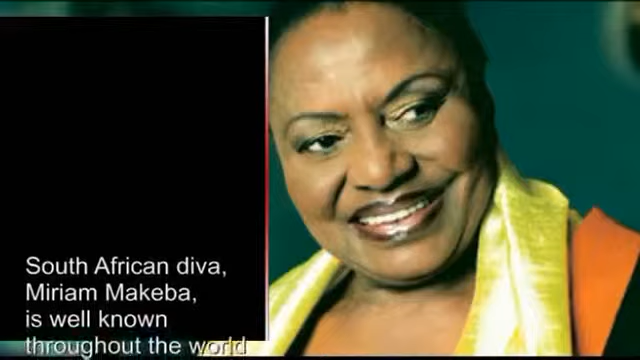 South African diva,
Miriam Makeba,
is well known
throughout the world